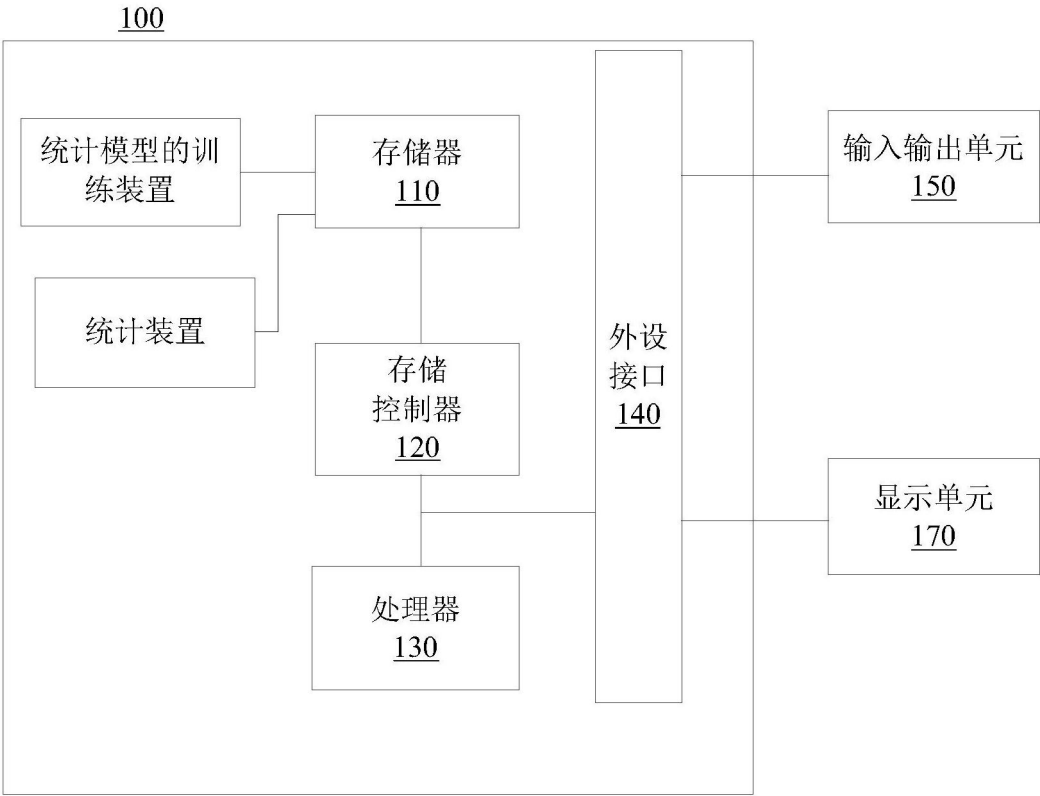 100
统计模型的训
练装置
存储器
110
输入输出单元
150
统计装置
存储
控制器
120
外设
接口
140
显示单元
170
处理器
130